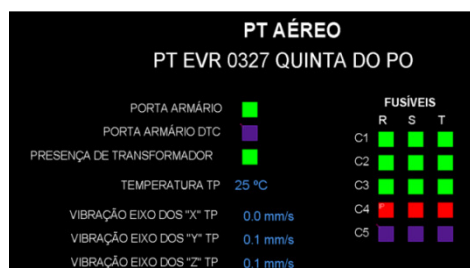 PT AÉREO
PT EVR 0327 QUINTA DO PO
PORTA ARMÁRIO
PORTA ARMÁRIO DTC
PRESENÇA DE TRANSFORMADOR
TEMPERATURA TP 25 ºC
VIBRAÇÃO EIXO DOS "X" TP 0.0 mm/s
VIBRAÇÃO EIXO DOS "Y" TP 0.1 mm/s
VIBRAÇÃO EIXO DOS "Z" TP 0.1 mm/s
FUSÍVEIS
R S T
C1
C2
C3
C4 P
C5